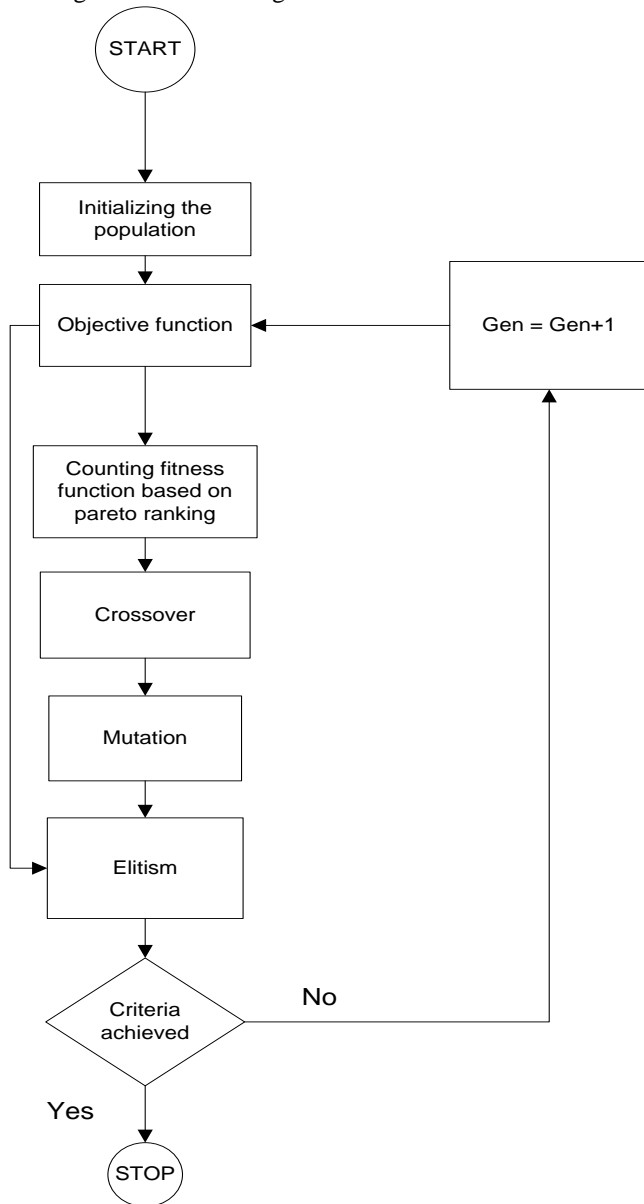 START
Initializing the
population
Objective function
Gen = Gen+1
Counting fitness
function based on
pareto ranking
Crossover
Mutation
Elitism
Criteria
achieved
No
Yes
STOP